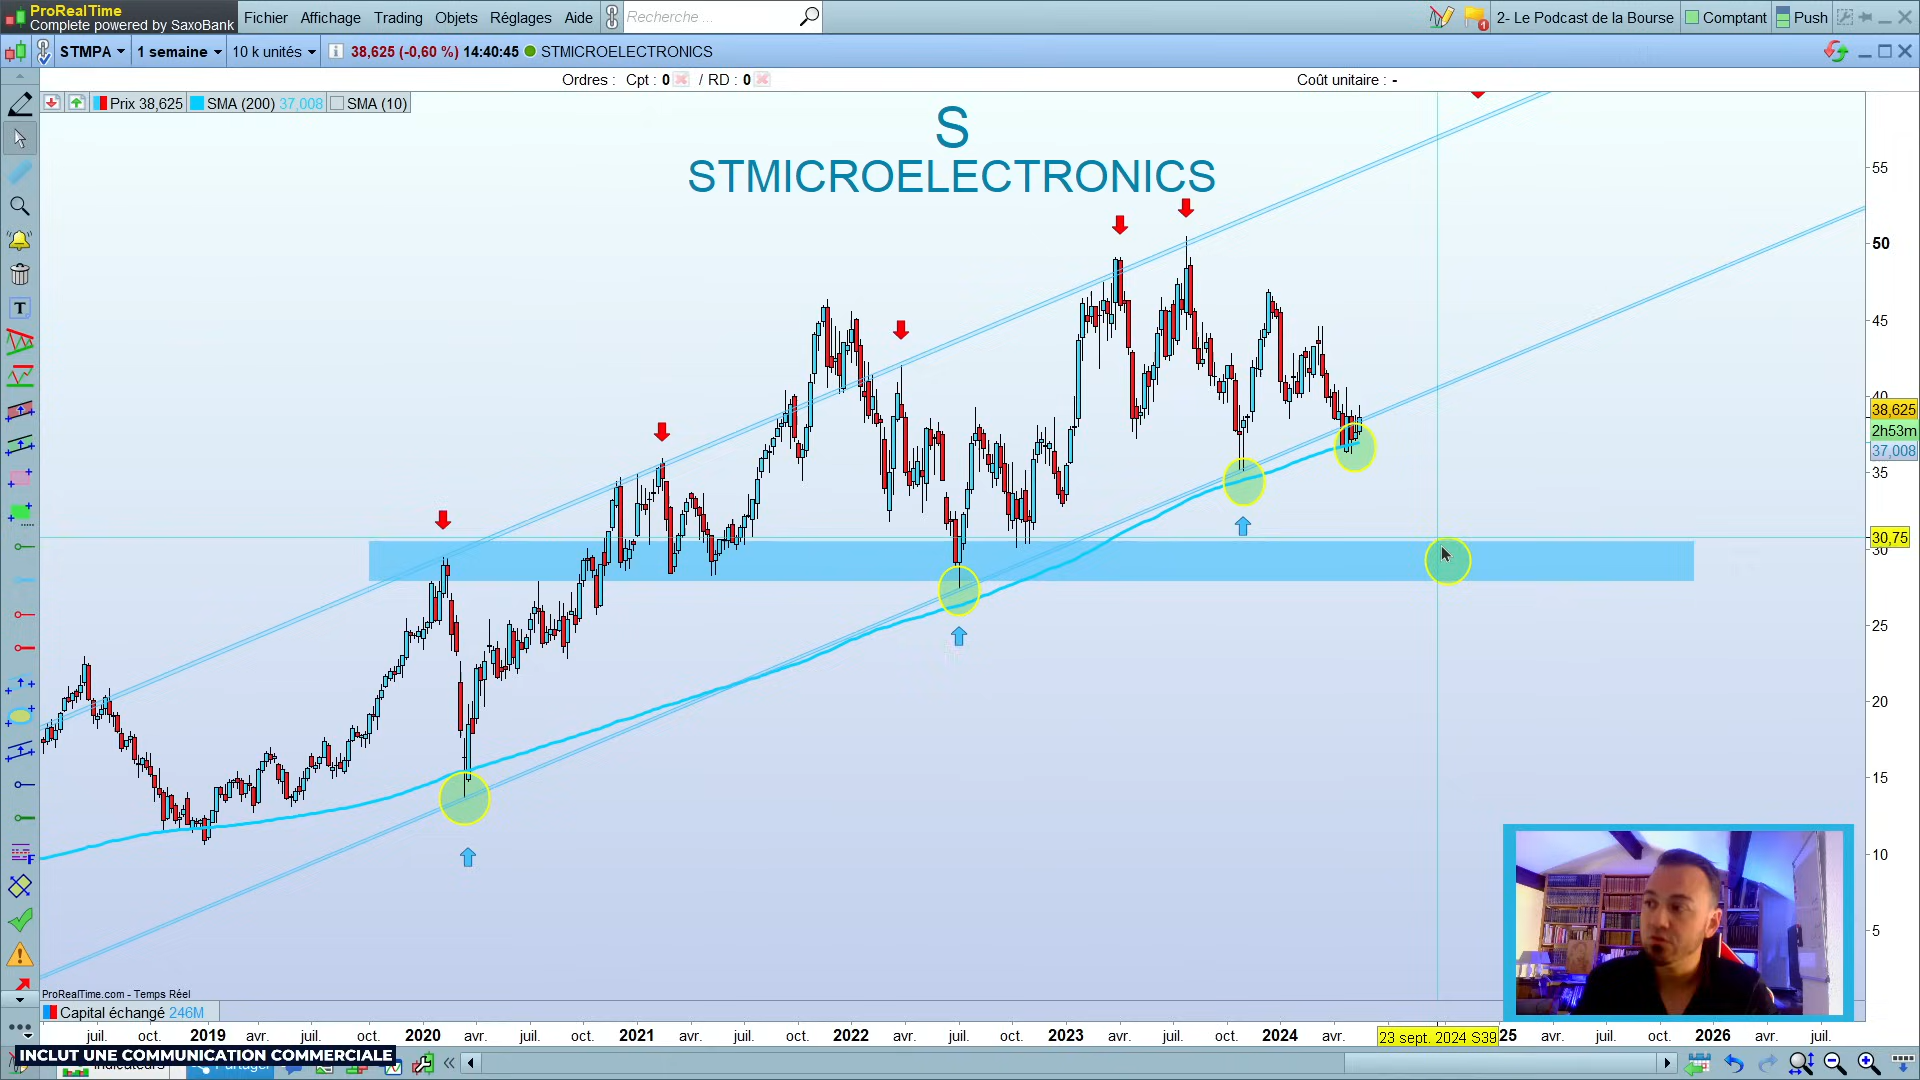 ProRealTime
Complete powered by SaxoBank
Fichier Affichage Trading Objets Réglages Aide
Recherche ...
1
2- Le Podcast de la Bourse
Comptant
Push
STMPA
1 semaine
10 k unités
38,625 (-0,60 %) 14:40:45 STMICROELECTRONICS
Ordres : Cpt : 0 / RD : 0
Coût unitaire : -
Prix 38,625
SMA (200) 37,008
SMA (10)
S
STMICROELECTRONICS
55
50
45
40
38,625
2h53m
37,008
35
30,75
30
25
20
15
10
5
T
F
ProRealTime.com - Temps Réel
Capital échangé 246M
juil. oct. 2019 avr. juil. oct. 2020 avr. juil. oct. 2021 avr. juil. oct. 2022 avr. juil. oct. 2023 avr. juil. oct. 2024 avr. 23 sept. 2024 S39 25 avr. juil. oct. 2026 avr. juil.
INCLUT UNE COMMUNICATION COMMERCIALE